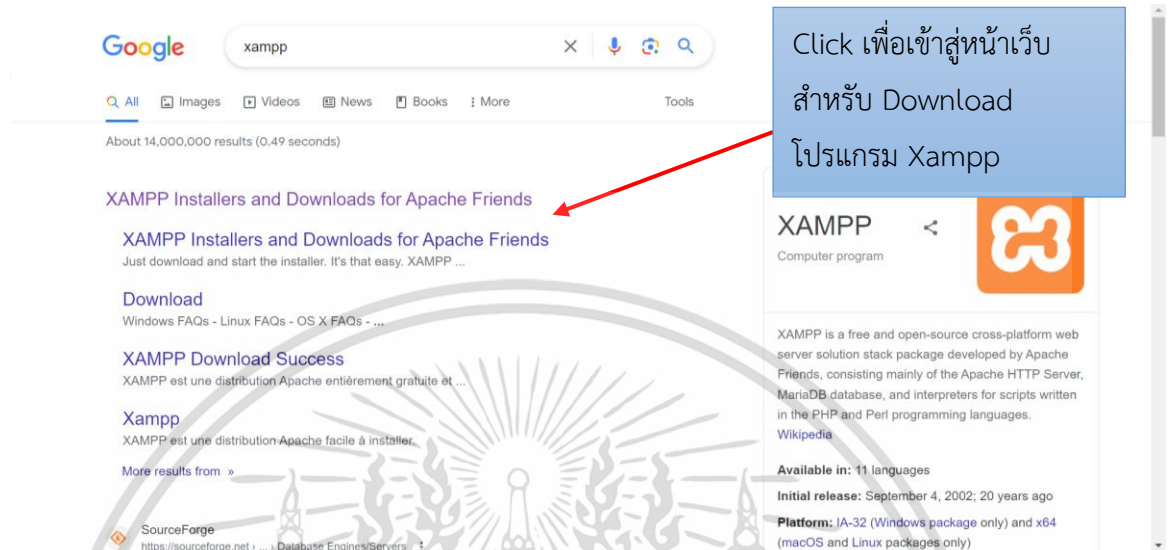 Google
xampp
All Images Videos News Books More Tools
About 14,000,000 results (0.49 seconds)
XAMPP Installers and Downloads for Apache Friends
XAMPP Installers and Downloads for Apache Friends
Just download and start the installer. It's that easy. XAMPP ...
Download
Windows FAQs - Linux FAQs - OS X FAQs - ...
XAMPP Download Success
XAMPP est une distribution Apache entièrement gratuite et ...
Xampp
XAMPP est une distribution Apache facile à installer,
More results from »
SourceForge
https://sourceforge.net › ... › Database Engines/Servers
Click เพื่อเข้าสู่หน้าเว็บ
สำหรับ Download
โปรแกรม Xampp
XAMPP
Computer program
XAMPP is a free and open-source cross-platform web
server solution stack package developed by Apache
Friends, consisting mainly of the Apache HTTP Server,
MariaDB database, and interpreters for scripts written
in the PHP and Perl programming languages.
Wikipedia
Available in: 11 languages
Initial release: September 4, 2002; 20 years ago
Platform: IA-32 (Windows package only) and x64
(macOS and Linux packages only)